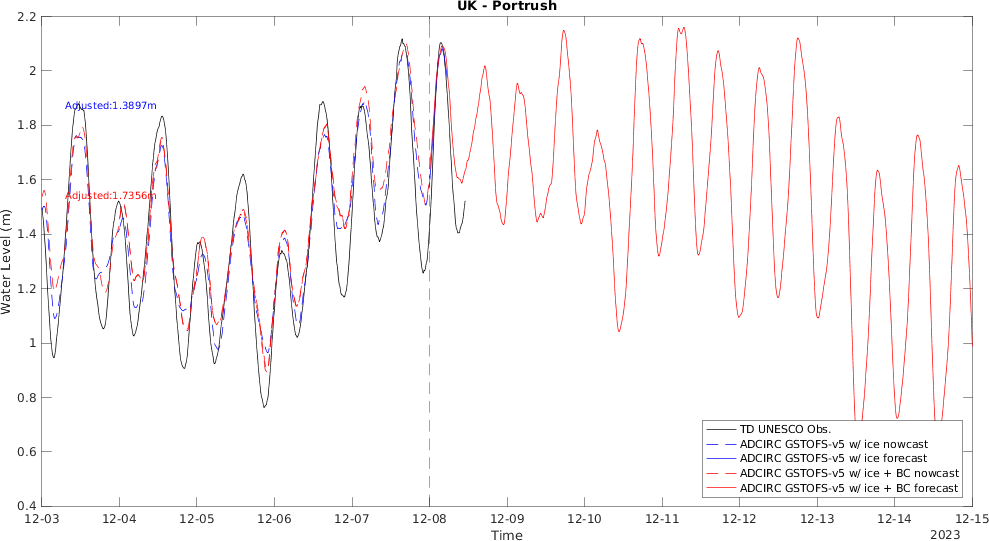 UK - Portrush
2.2
2
1.8
1.6
1.4
1.2
1
0.8
0.6
0.4
Water Level (m)
Adjusted:1.3897m
Adjusted:1.7356m
TD UNESCO Obs.
ADCIRC GSTOFS-v5 w/ ice nowcast
ADCIRC GSTOFS-v5 w/ ice forecast
ADCIRC GSTOFS-v5 w/ ice + BC nowcast
ADCIRC GSTOFS-v5 w/ ice + BC forecast
12-03 12-04 12-05 12-06 12-07 12-08 12-09 12-10 12-11 12-12 12-13 12-14 12-15
Time
2023